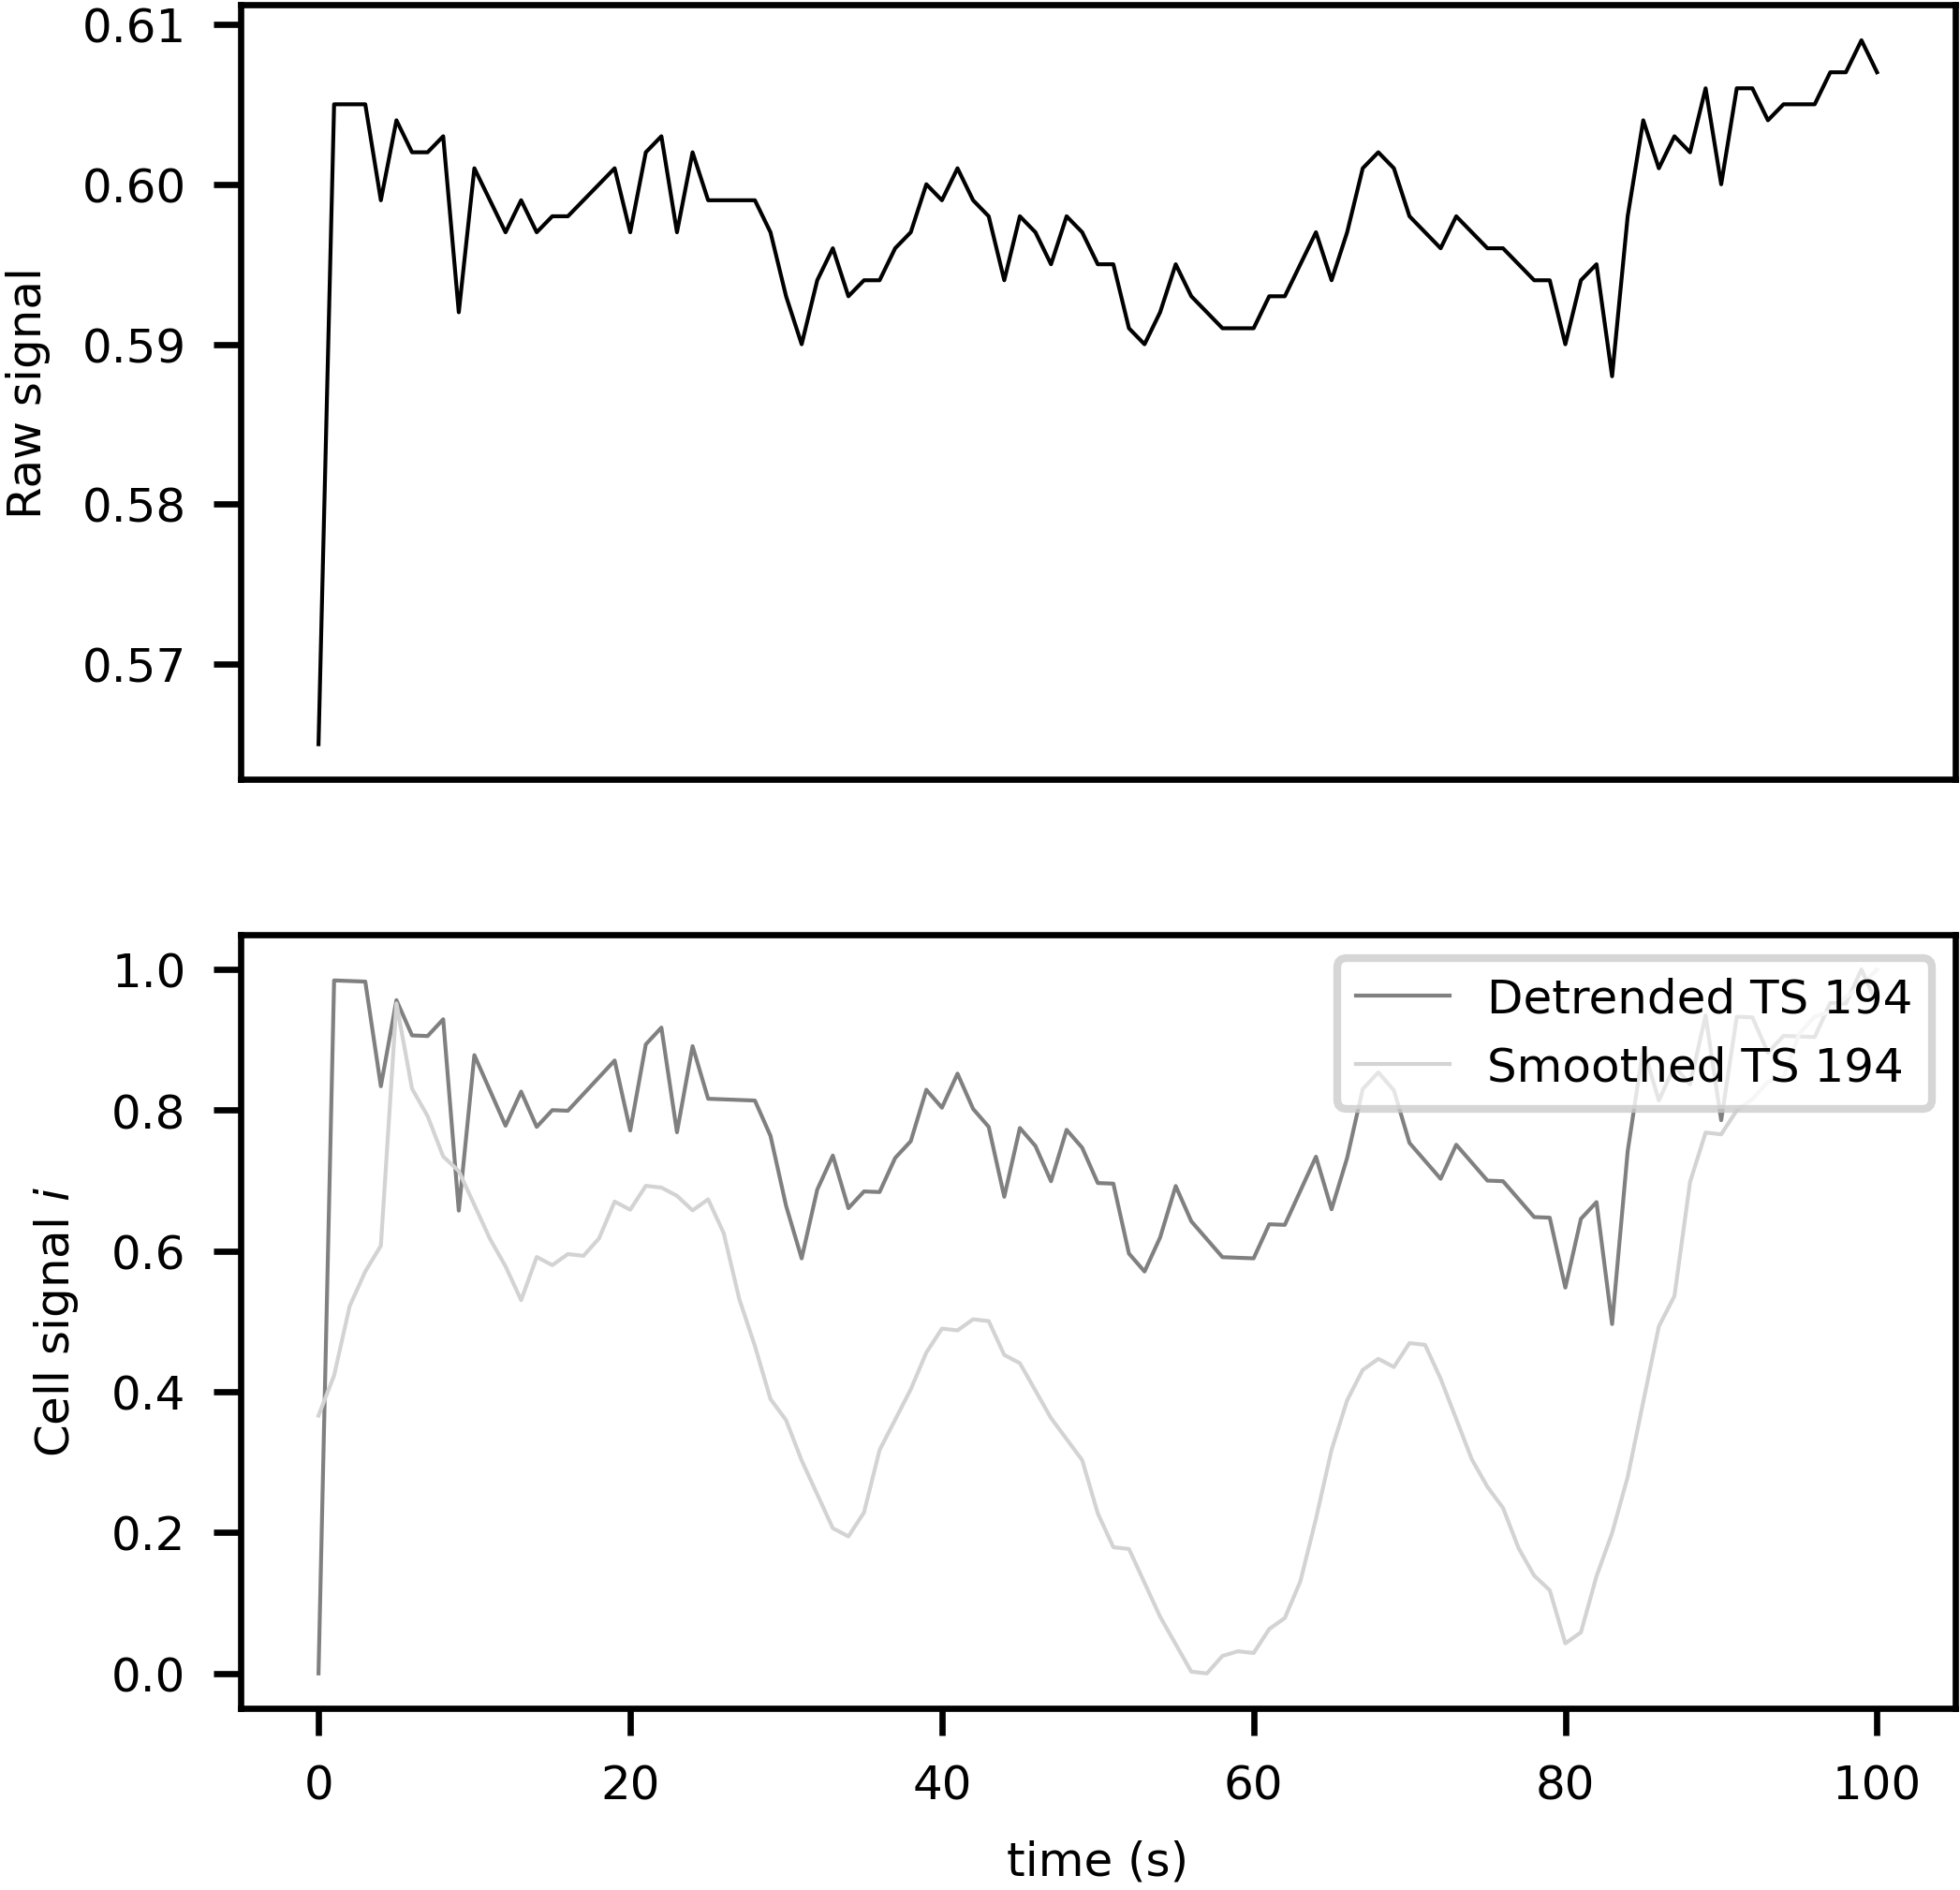 0.61
0.60
0.59
0.58
0.57
Raw signal
1.0
0.8
0.6
0.4
0.2
0.0
Cell signal i
Detrended TS 194
Smoothed TS 194
0 20 40 60 80 100
time (s)